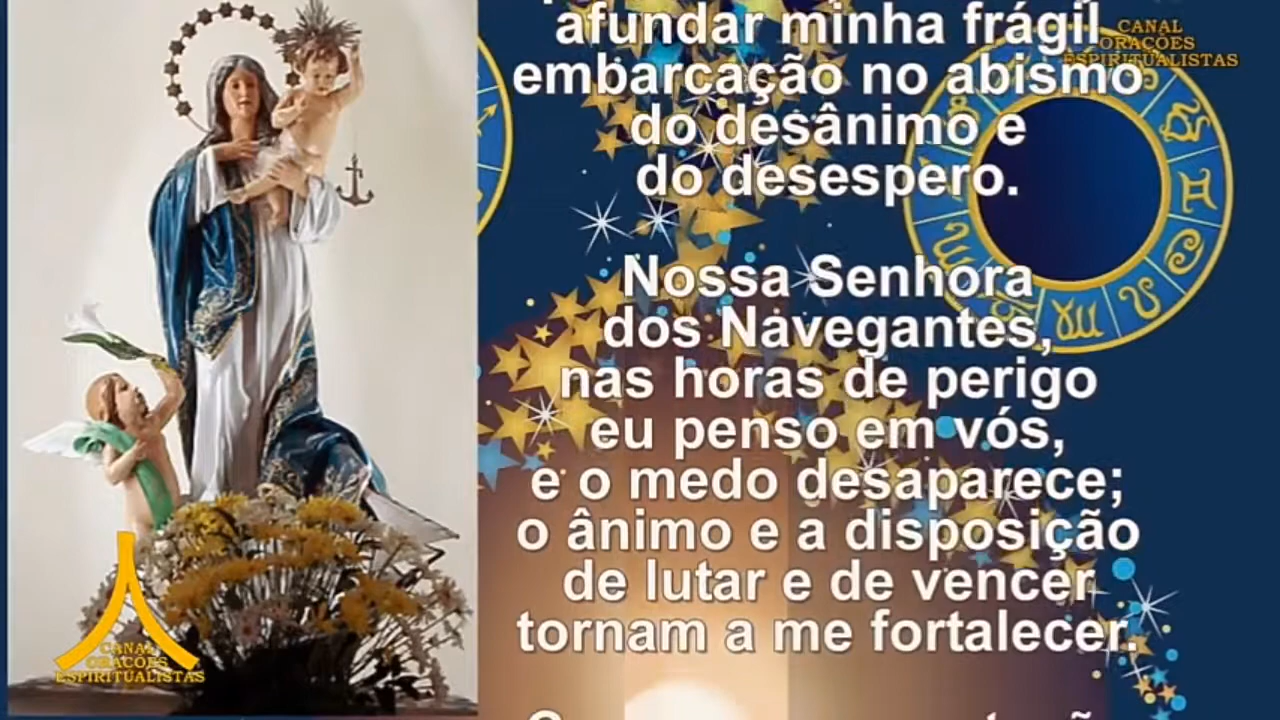 afundar minha frágil
embarcação no abismo
do desânimo e
do desespero.
Nossa Senhora
dos Navegantes,
nas horas de perigo
eu penso em vós,
e o medo desaparece;
o ânimo e a disposição
de lutar e de vencer
tornam a me fortalecer.
CANAL
ORAÇÕES
ESPIRITUALISTAS
CANAL
ORAÇÕES
ESPIRITUALISTAS